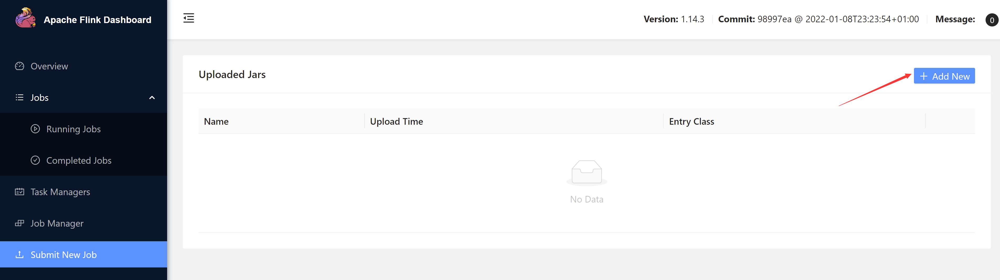 Apache Flink Dashboard
Version: 1.14.3 Commit: 98997ea @ 2022-01-08T23:23:54+01:00 Message: 0
Overview
Jobs
Running Jobs
Completed Jobs
Task Managers
Job Manager
Submit New Job
Uploaded Jars
Add New
Name Upload Time Entry Class
No Data